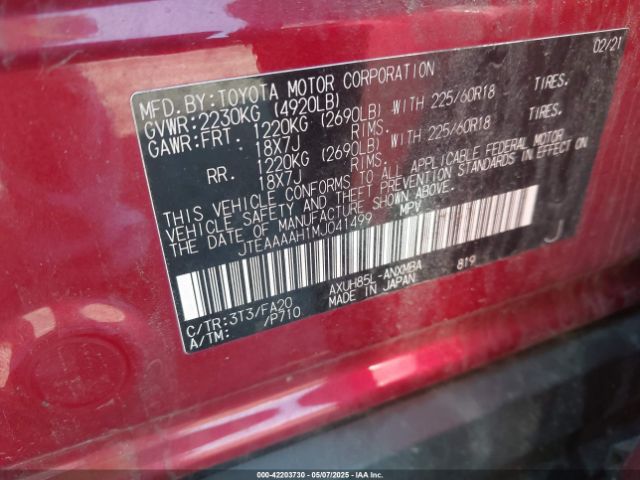 02/21
MFD.BY:TOYOTA MOTOR CORPORATION
GVWR:2230KG (4920LB)
GAWR:FRT. 1220KG (2690LB) WITH 225/60R18 TIRES.
18X7J RIMS.
RR. 1220KG (2690LB) WITH 225/60R18 TIRES.
18X7J RIMS.
THIS VEHICLE CONFORMS TO ALL APPLICABLE FEDERAL MOTOR
VEHICLE SAFETY AND THEFT PREVENTION STANDARDS IN EFFECT ON
THE DATE OF MANUFACTURE SHOWN ABOVE.
JTEAAAAH1MJ041499 MPV
J
C/TR:3T3/FA20 AXUH85L-ANXMBA 819
A/TM: /P710 MADE IN JAPAN
000-42203730 - 05/07/2025 - IAAI.COM